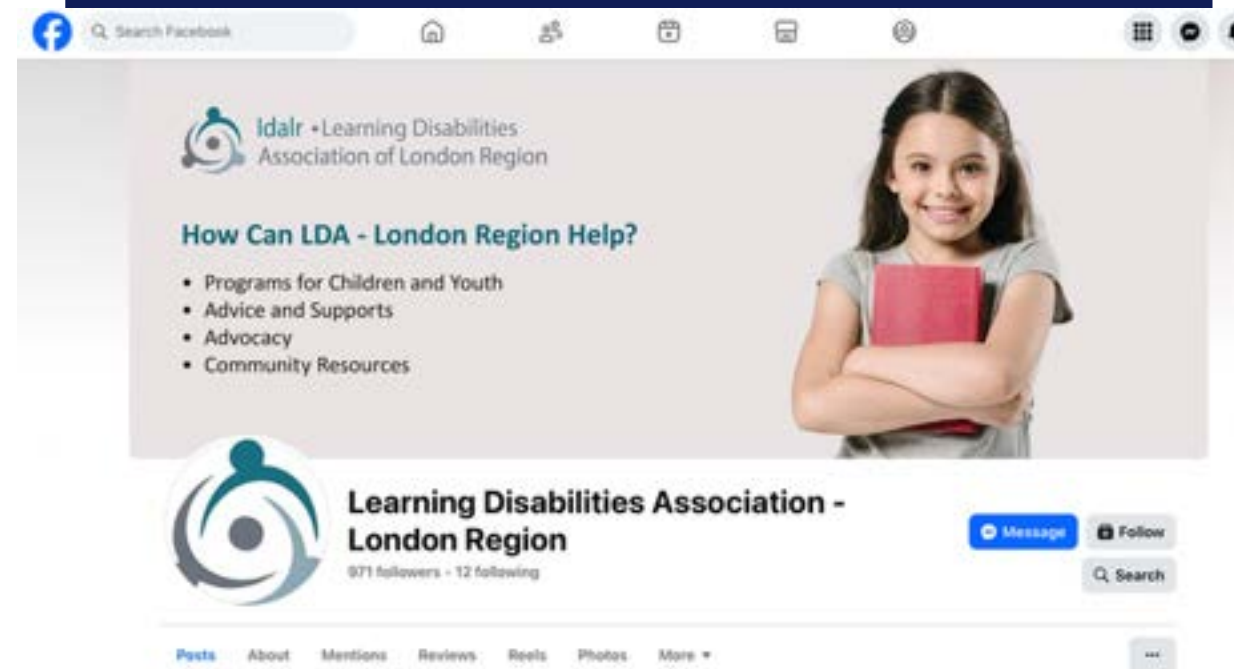 Search Facebook
ldalr • Learning Disabilities
Association of London Region
How Can LDA - London Region Help?
• Programs for Children and Youth
• Advice and Supports
• Advocacy
• Community Resources
Learning Disabilities Association -
London Region
971 followers • 12 following
Message
Follow
Search
Posts About Mentions Reviews Reels Photos More